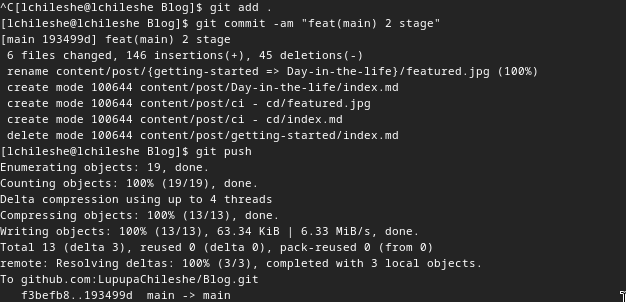 ^C[lchileshe@lchileshe Blog]$ git add .
[lchileshe@lchileshe Blog]$ git commit -am "feat(main) 2 stage"
[main 193499d] feat(main) 2 stage
 6 files changed, 146 insertions(+), 45 deletions(-)
 rename content/post/{getting-started => Day-in-the-life}/featured.jpg (100%)
 create mode 100644 content/post/Day-in-the-life/index.md
 create mode 100644 content/post/ci - cd/featured.jpg
 create mode 100644 content/post/ci - cd/index.md
 delete mode 100644 content/post/getting-started/index.md
[lchileshe@lchileshe Blog]$ git push
Enumerating objects: 19, done.
Counting objects: 100% (19/19), done.
Delta compression using up to 4 threads
Compressing objects: 100% (13/13), done.
Writing objects: 100% (13/13), 63.34 KiB | 6.33 MiB/s, done.
Total 13 (delta 3), reused 0 (delta 0), pack-reused 0 (from 0)
remote: Resolving deltas: 100% (3/3), completed with 3 local objects.
To github.com:LupupaChileshe/Blog.git
   f3befb8..193499d  main -> main